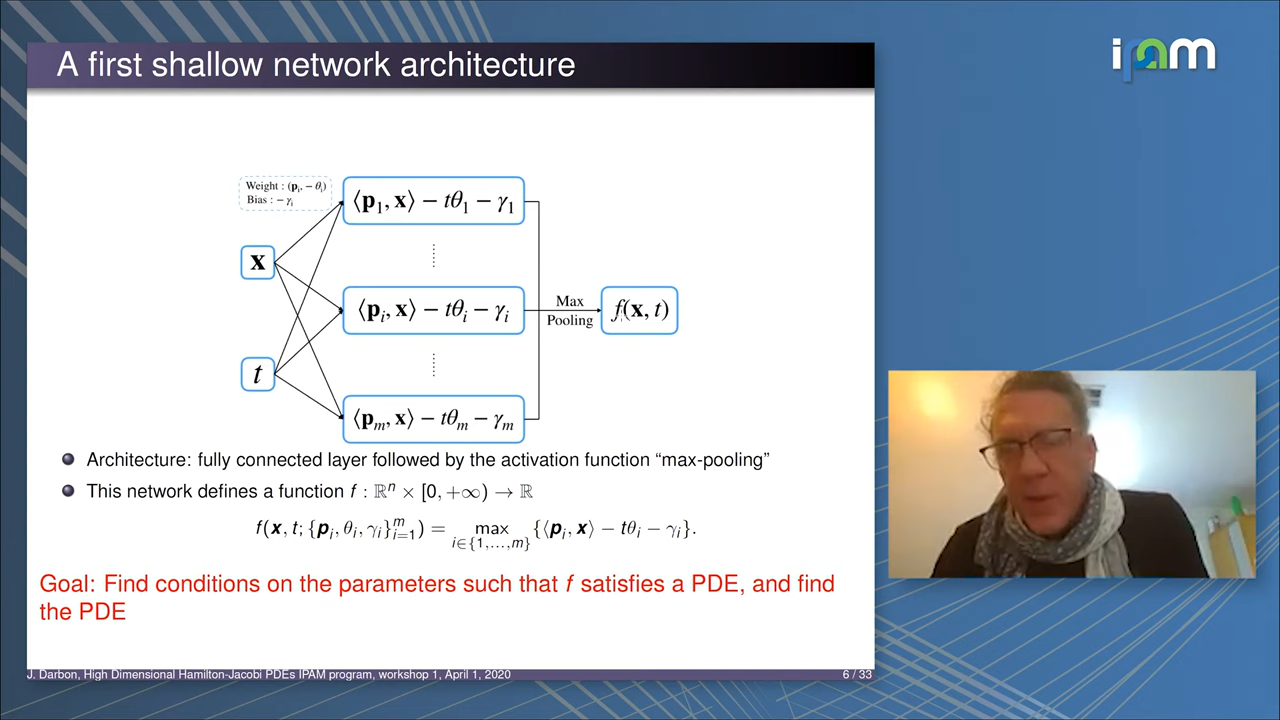 A first shallow network architecture
ipam
Weight : (pᵢ, − θᵢ)
Bias : − γᵢ
⟨p₁, x⟩ − tθ₁ − γ₁
x
⟨pᵢ, x⟩ − tθᵢ − γᵢ
Max
Pooling
f(x, t)
t
⟨pₘ, x⟩ − tθₘ − γₘ
Architecture: fully connected layer followed by the activation function “max-pooling”
This network defines a function f : ℝⁿ × [0, +∞) → ℝ
f(x, t; {pᵢ, θᵢ, γᵢ}ᵢ₌₁ᵐ) = max_{i∈{1,...,m}} {⟨pᵢ, x⟩ − tθᵢ − γᵢ}.
Goal: Find conditions on the parameters such that f satisfies a PDE, and find
the PDE
J. Darbon, High Dimensional Hamilton-Jacobi PDEs IPAM program, workshop 1, April 1, 2020
6 / 33